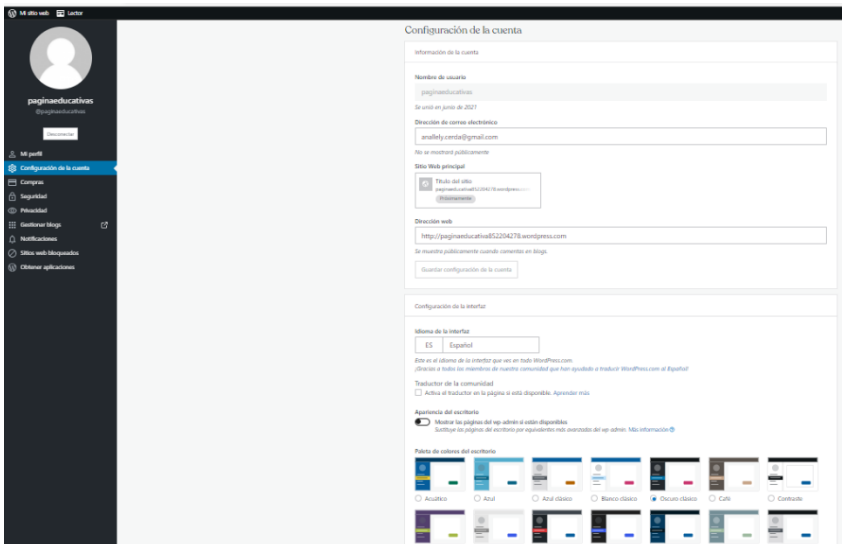 Mi sitio web
Lector
paginaeducativas
@paginaeducativas
Desconectar
Mi perfil
Configuración de la cuenta
Compras
Seguridad
Privacidad
Gestionar blogs
Notificaciones
Sitios web bloqueados
Obtener aplicaciones
Configuración de la cuenta
Información de la cuenta
Nombre de usuario
paginaeducativas
Se unió en junio de 2021
Dirección de correo electrónico
anallely.cerda@gmail.com
No se mostrará públicamente
Sitio Web principal
Título del sitio
paginaeducativa852204278.wordpress
Próximamente
Dirección web
http://paginaeducativa852204278.wordpress.com
Se muestra públicamente cuando comentas en blogs.
Guardar configuración de la cuenta
Configuración de la interfaz
Idioma de la interfaz
ES Español
Este es el idioma de la interfaz que ves en todo WordPress.com.
¡Gracias a todos los miembros de nuestra comunidad que han ayudado a traducir WordPress.com al Español!
Traductor de la comunidad
Activa el traductor en la página si está disponible. Aprender más
Apariencia del escritorio
Mostrar las páginas del wp-admin si están disponibles
Sustituye las páginas del escritorio por equivalentes más avanzadas del wp-admin. Más información
Paleta de colores del escritorio
Acuático Azul Azul clásico Blanco clásico Oscuro clásico Café Contraste